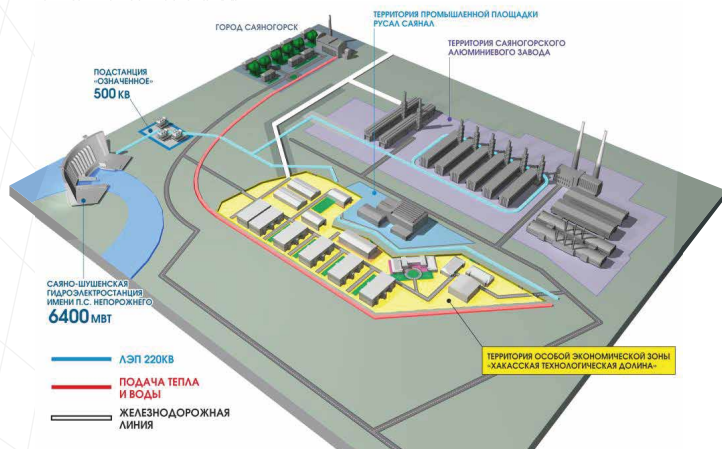 ГОРОД САЯНОГОРСК
ТЕРРИТОРИЯ ПРОМЫШЛЕННОЙ ПЛОЩАДКИ
РУСАЛ САЯНАЛ
ТЕРРИТОРИЯ САЯНОГОРСКОГО
АЛЮМИНИЕВОГО ЗАВОДА
ПОДСТАНЦИЯ
«ОЗНАЧЕННОЕ»
500 КВ
САЯНО-ШУШЕНСКАЯ
ГИДРОЭЛЕКТРОСТАНЦИЯ
ИМЕНИ П.С. НЕПОРОЖНЕГО
6400 МВТ
ЛЭП 220КВ
ПОДАЧА ТЕПЛА
И ВОДЫ
ЖЕЛЕЗНОДОРОЖНАЯ
ЛИНИЯ
ТЕРРИТОРИЯ ОСОБОЙ ЭКОНОМИЧЕСКОЙ ЗОНЫ
«ХАКАССКАЯ ТЕХНОЛОГИЧЕСКАЯ ДОЛИНА»